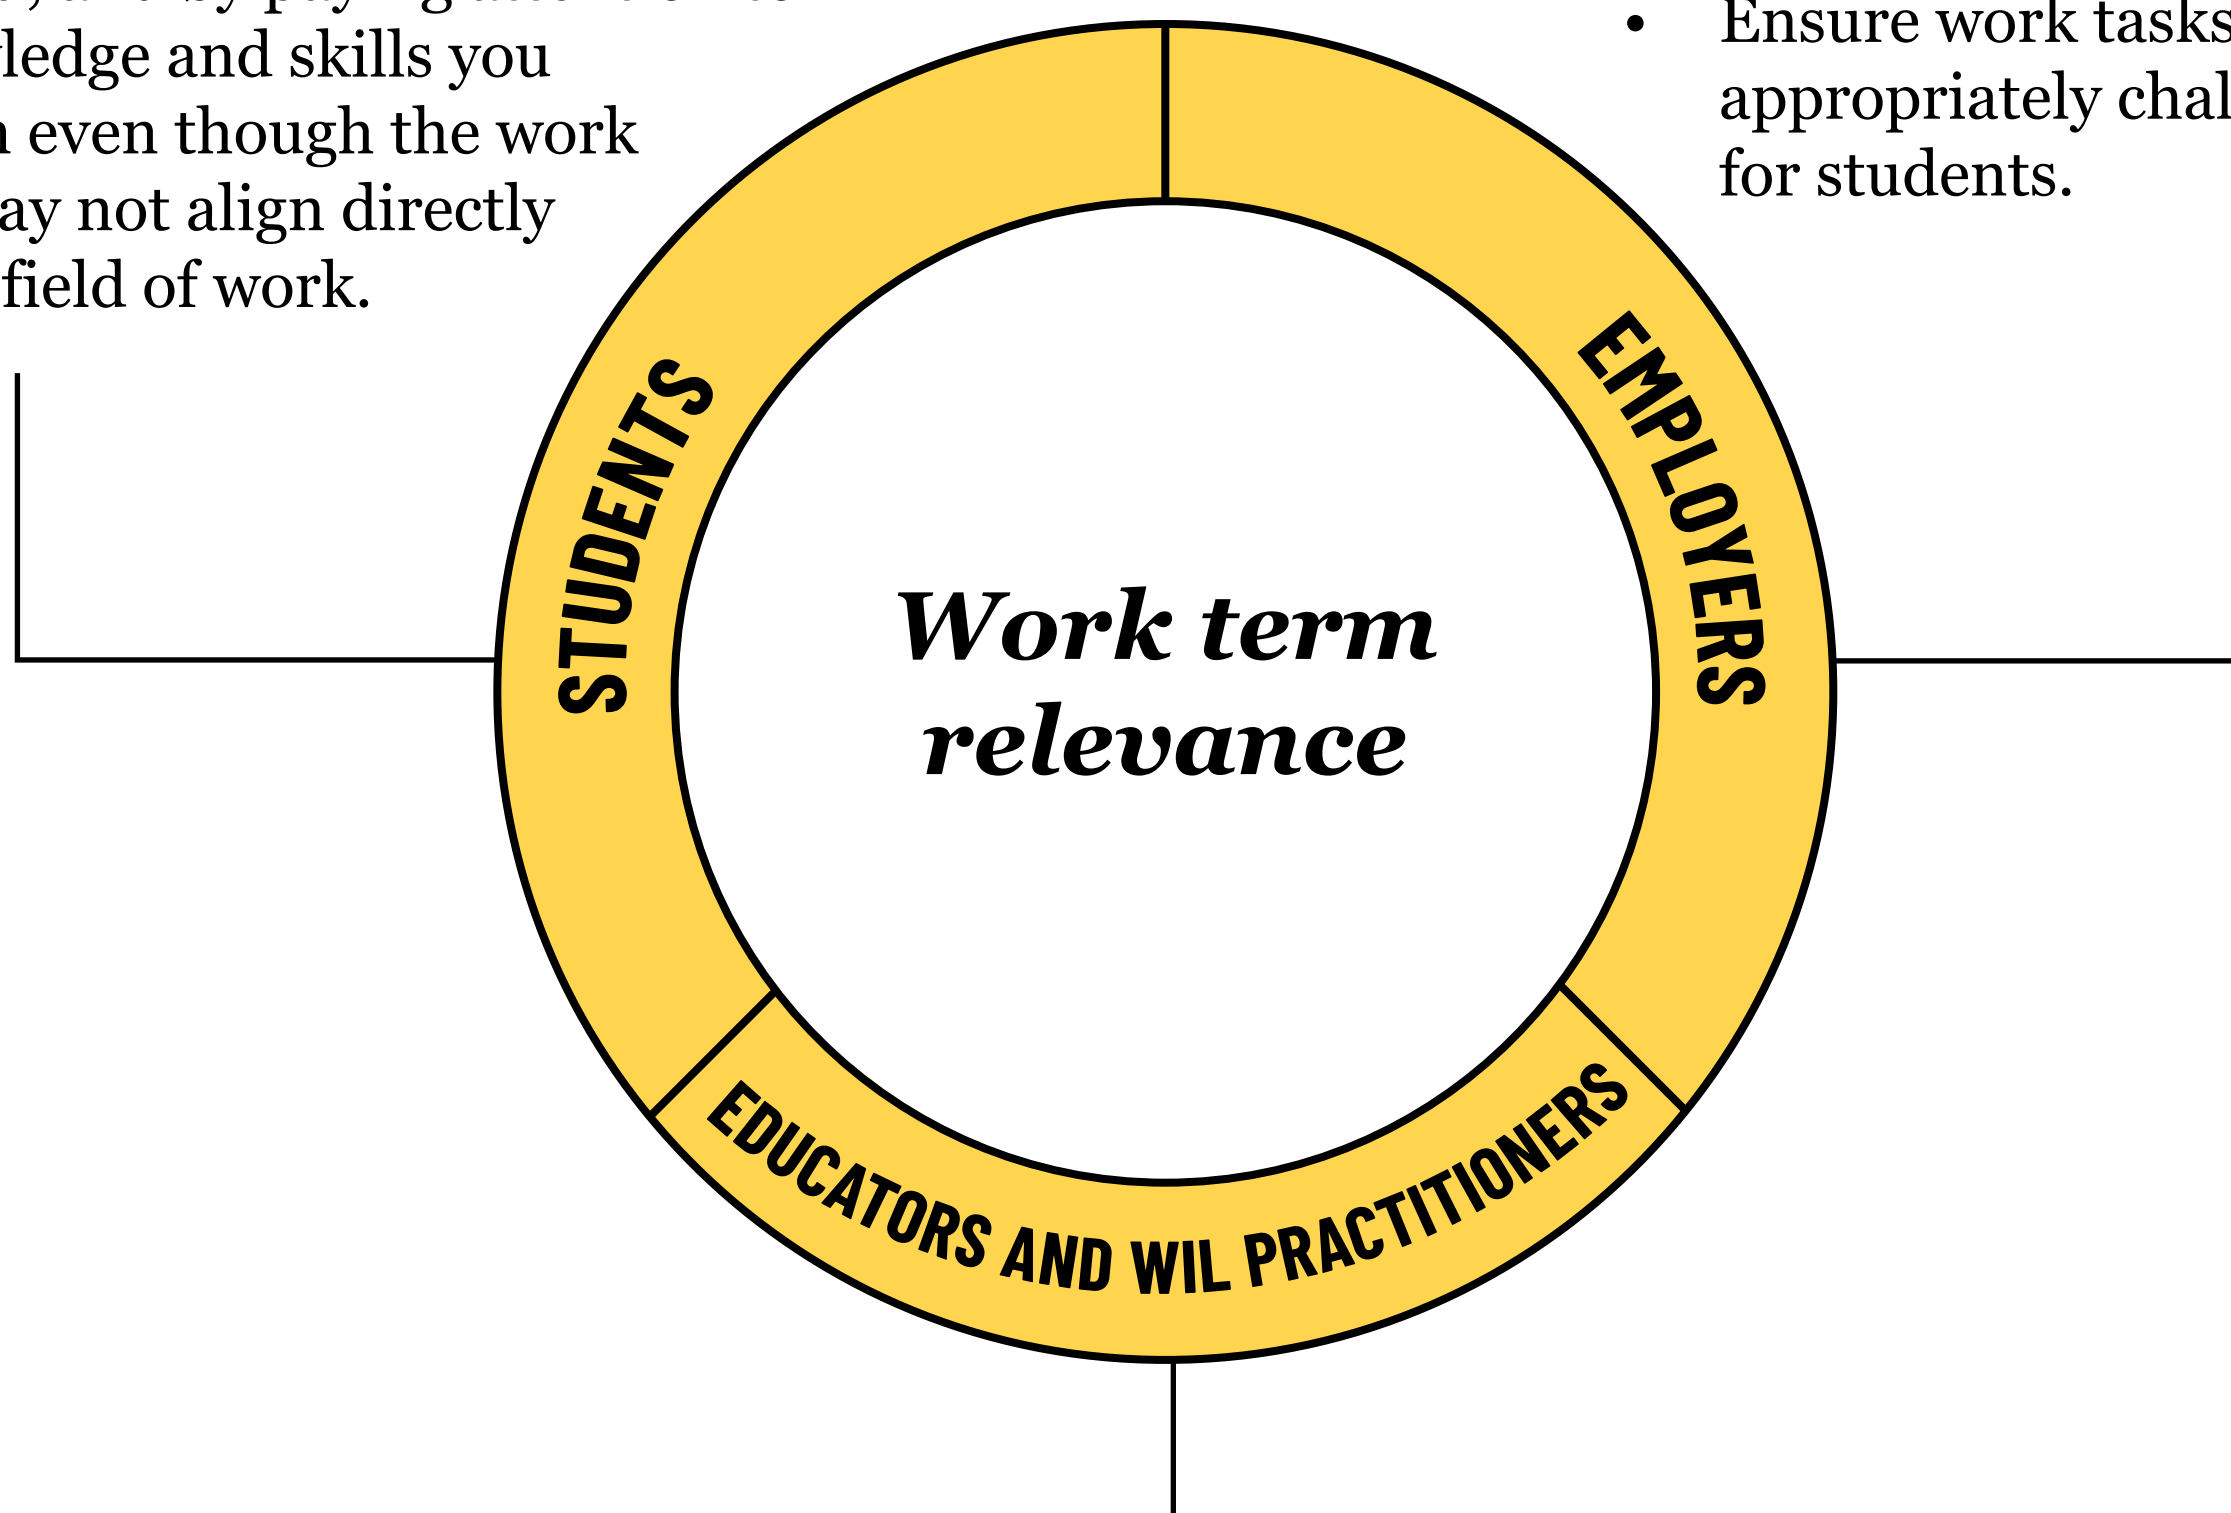 ledge and skills you
even though the work
ay not align directly
field of work.
• Ensure work tasks
appropriately chal
for students.
STUDENTS
EMPLOYERS
Work term
relevance
EDUCATORS AND WIL PRACTITIONERS